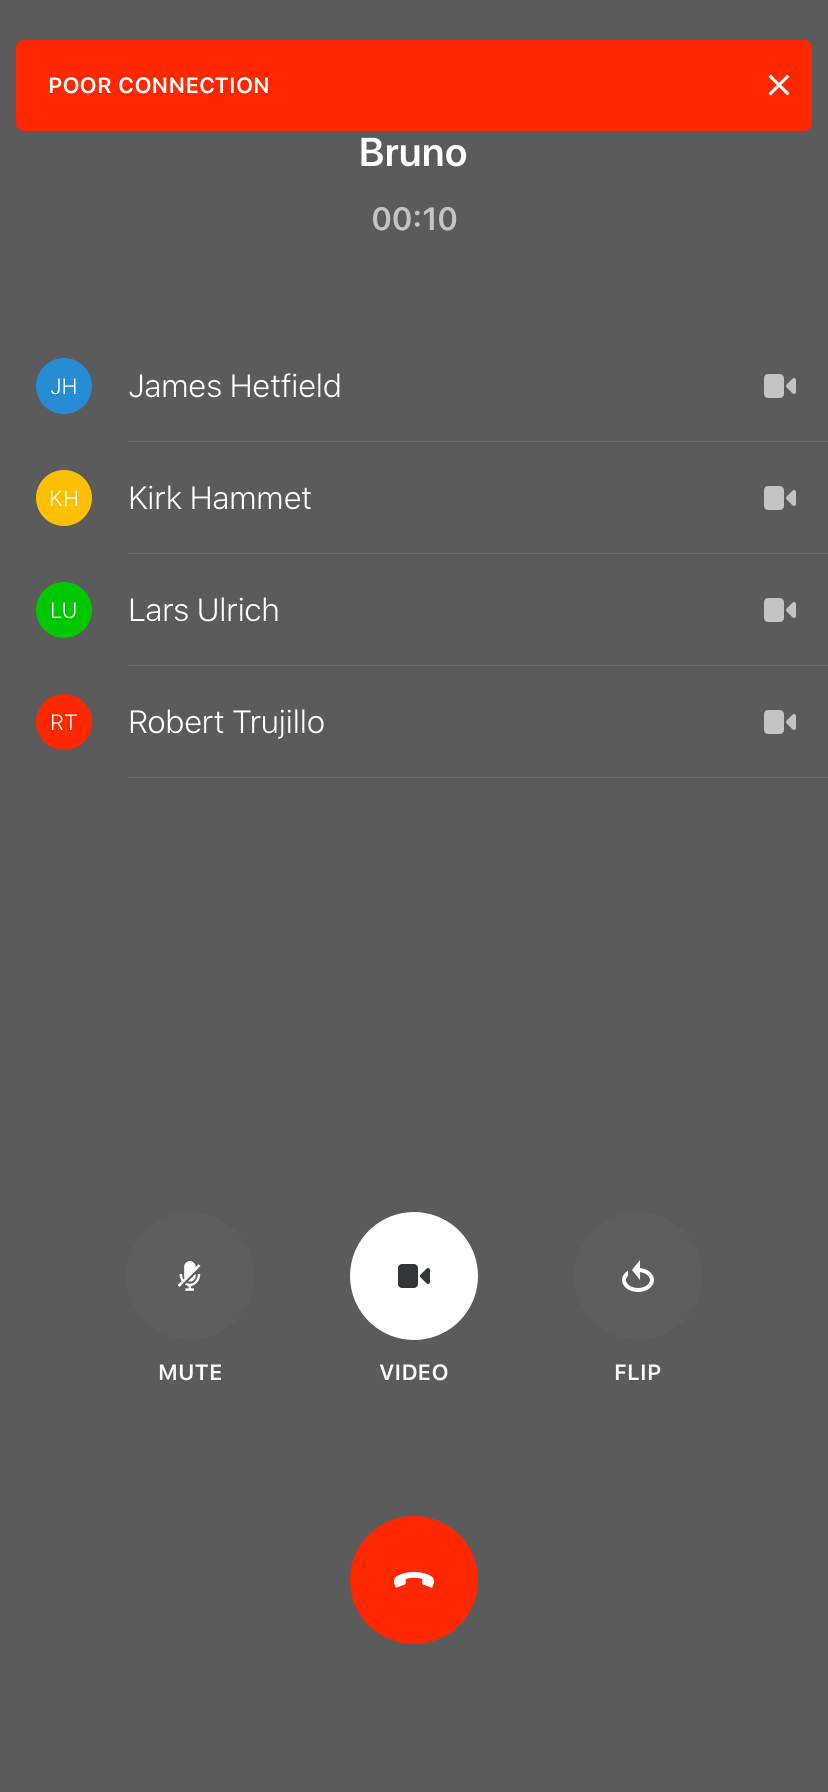 POOR CONNECTION
Bruno
00:10
JH James Hetfield
KH Kirk Hammet
LU Lars Ulrich
RT Robert Trujillo
MUTE VIDEO FLIP